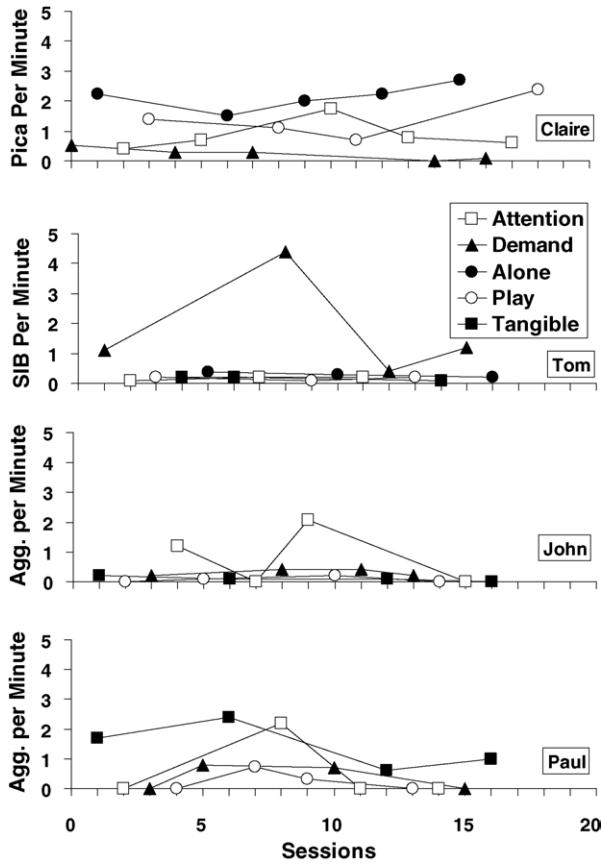 5
4
3
2
1
0
Pica Per Minute
Claire
Attention
Demand
Alone
Play
Tangible
5
4
3
2
1
0
SIB Per Minute
Tom
5
4
3
2
1
0
Agg. per Minute
John
5
4
3
2
1
0
Agg. per Minute
Paul
0 5 10 15 20
Sessions